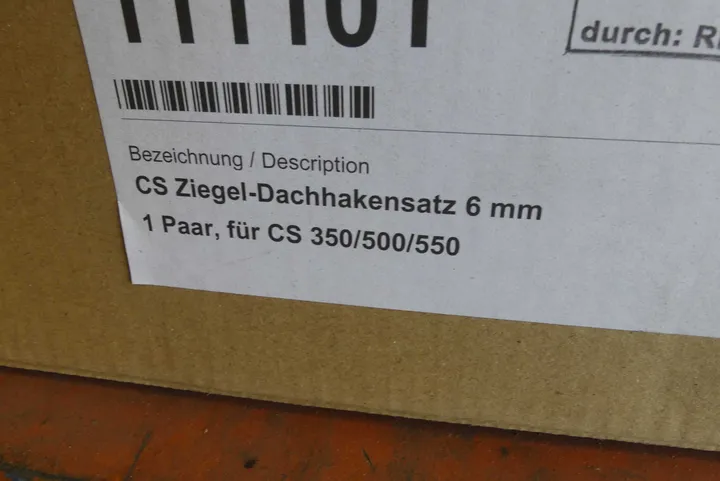 durch:
Bezeichnung / Description
CS Ziegel-Dachhakensatz 6 mm
1 Paar, für CS 350/500/550